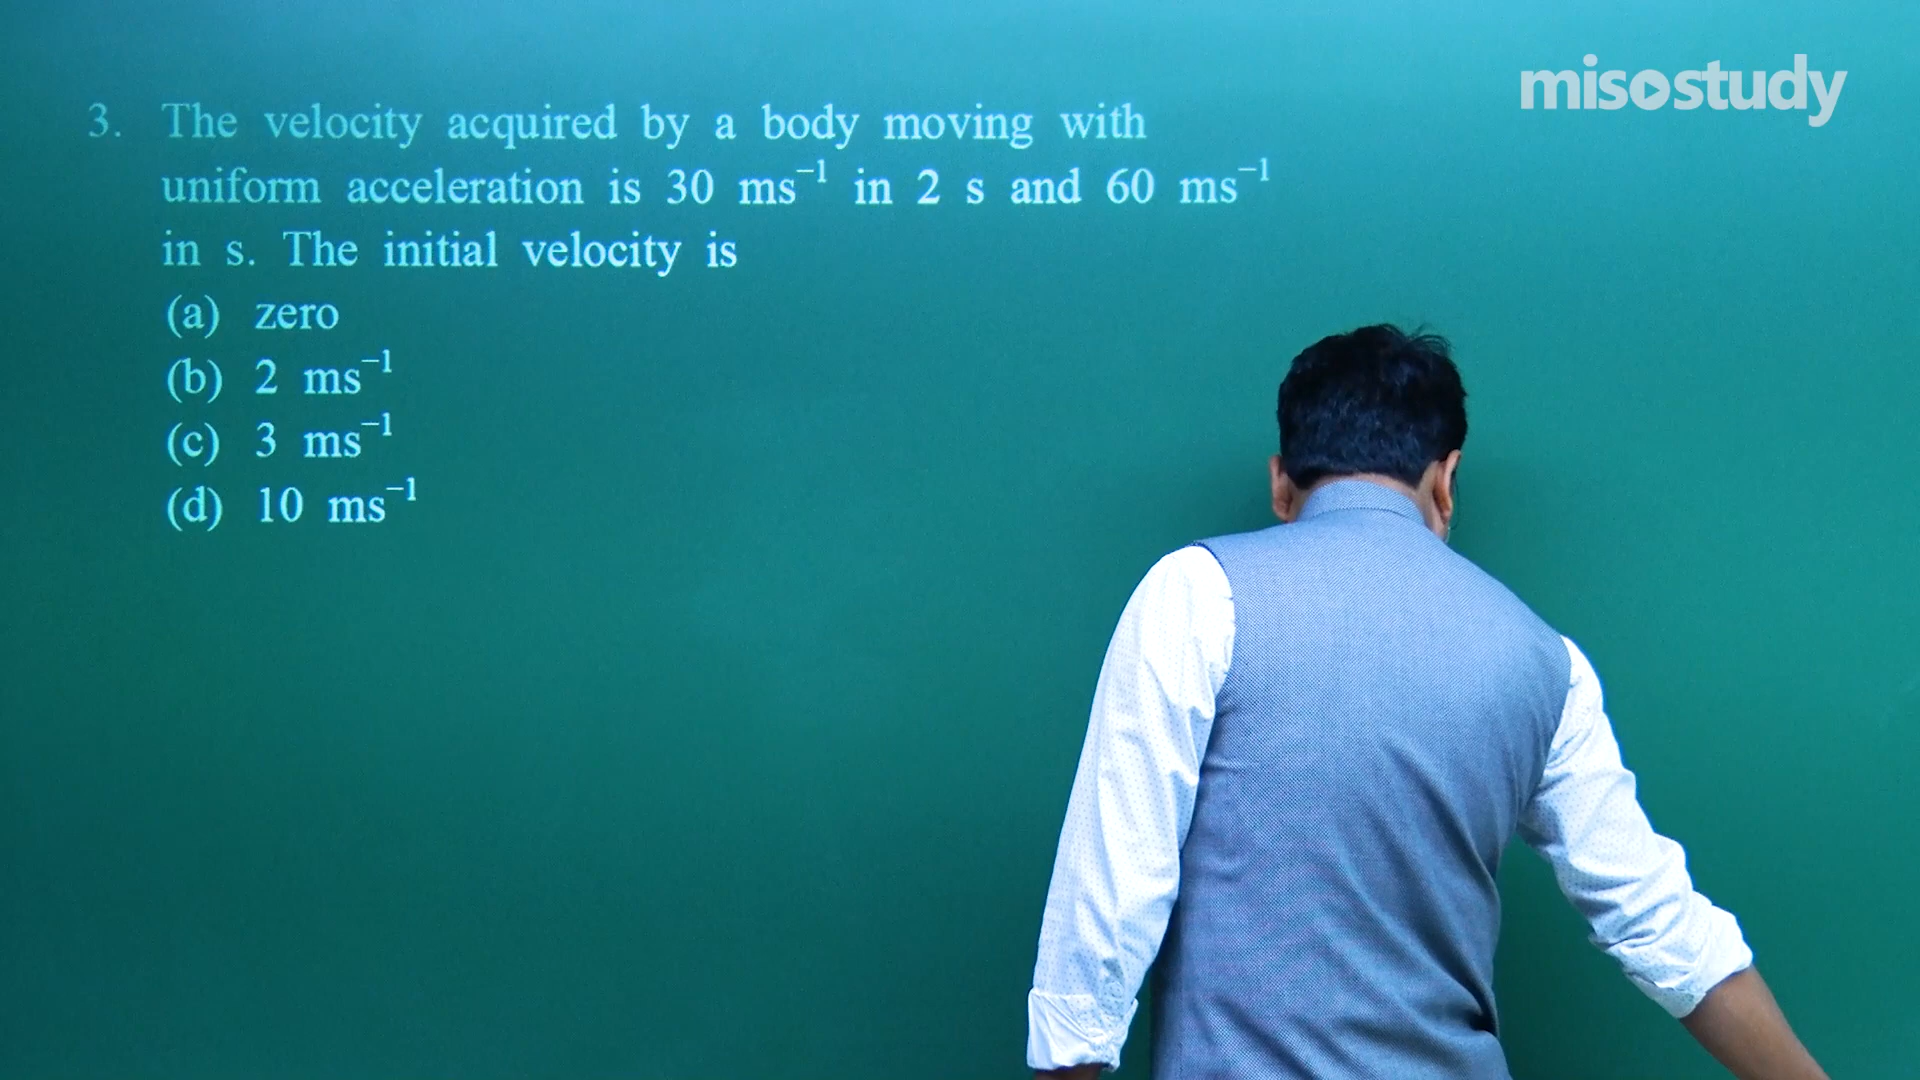 misostudy
3. The velocity acquired by a body moving with
uniform acceleration is 30 ms⁻¹ in 2 s and 60 ms⁻¹
in s. The initial velocity is
(a) zero
(b) 2 ms⁻¹
(c) 3 ms⁻¹
(d) 10 ms⁻¹